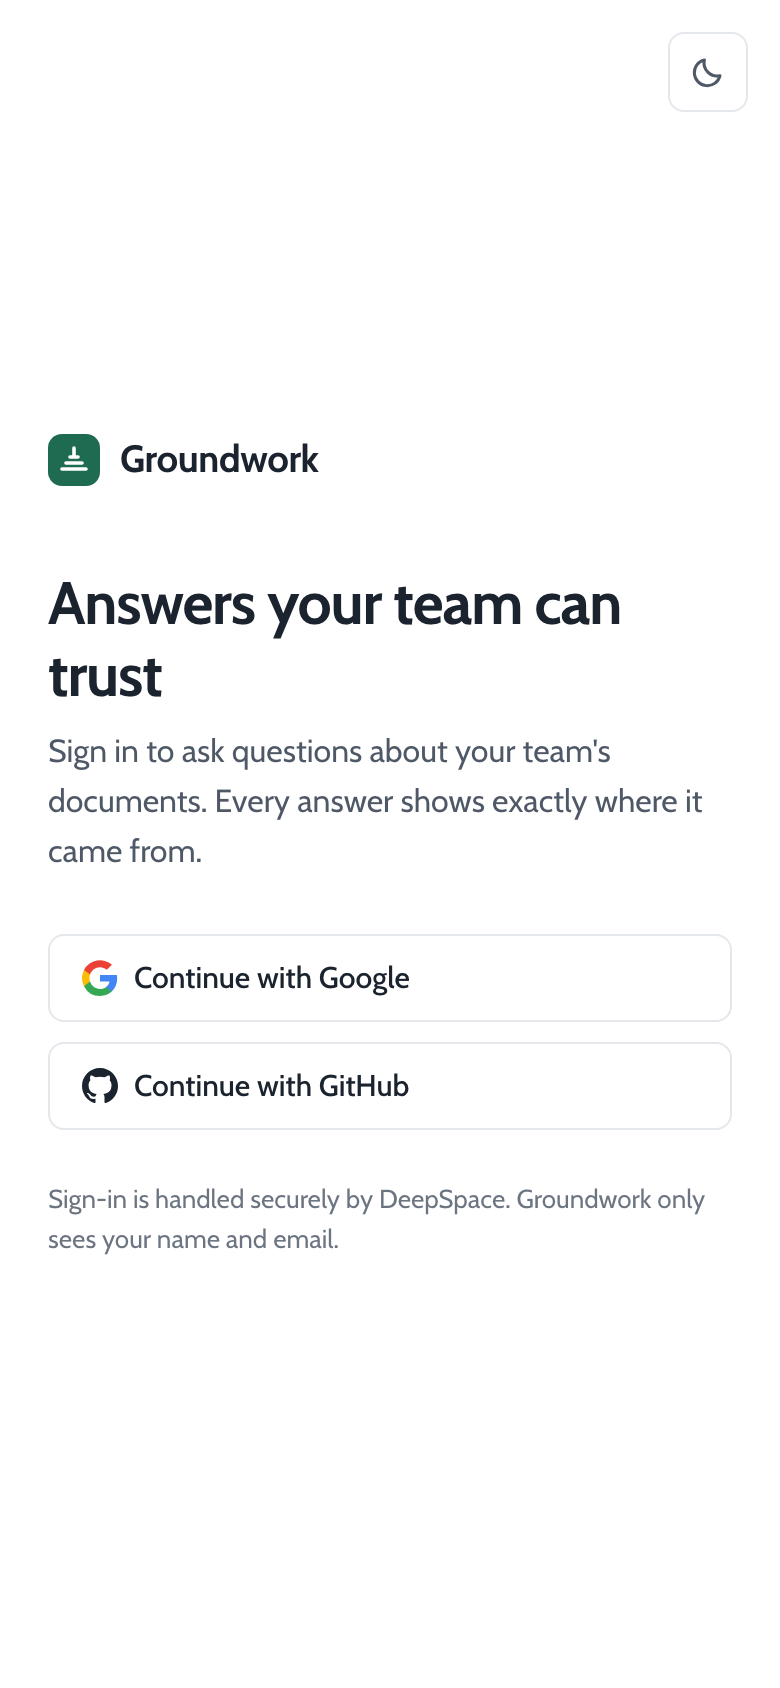 Groundwork
Answers your team can
trust
Sign in to ask questions about your team's
documents. Every answer shows exactly where it
came from.
Continue with Google
Continue with GitHub
Sign-in is handled securely by DeepSpace. Groundwork only
sees your name and email.